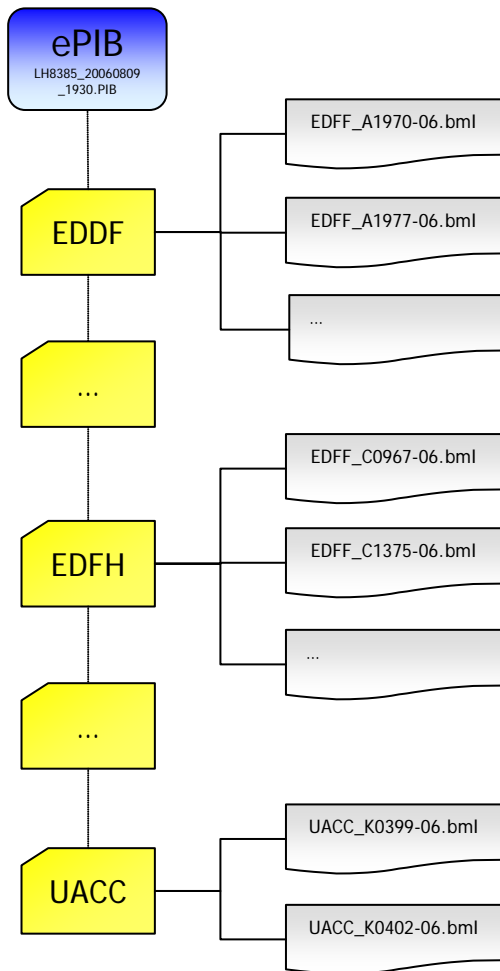 ePIB
LH8385_20060809
_1930.PIB
EDDF
EDFF_A1970-06.bml
EDFF_A1977-06.bml
...
...
EDFH
EDFF_C0967-06.bml
EDFF_C1375-06.bml
...
...
UACC
UACC_K0399-06.bml
UACC_K0402-06.bml